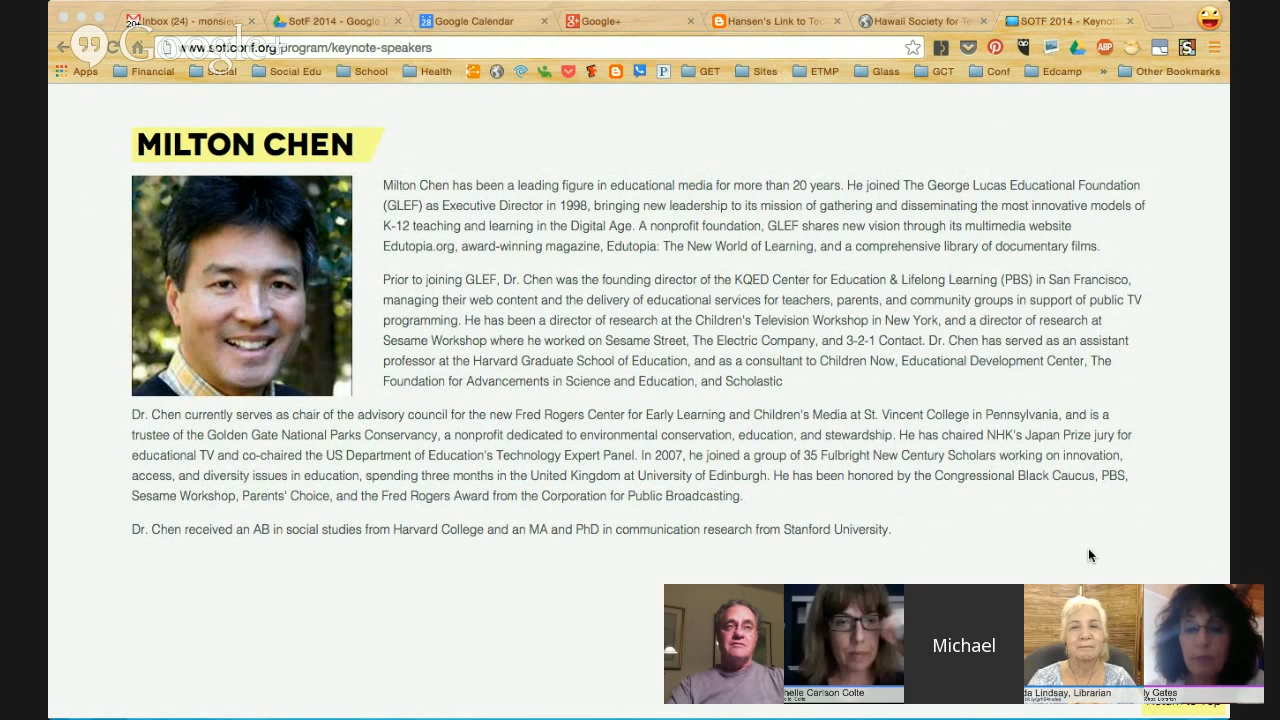 Inbox (24) - monsieu
SotF 2014 - Google D
Google Calendar
Google+
Hansen's Link to Tec
Hawaii Society for Te
SOTF 2014 - Keynot
Google+
www.sotfconf.org/program/keynote-speakers
Apps
Financial
Social
Social Edu
School
Health
GET
Sites
ETMP
Glass
GCT
Conf
Edcamp
»
Other Bookmarks
MILTON CHEN
Milton Chen has been a leading figure in educational media for more than 20 years. He joined The George Lucas Educational Foundation
(GLEF) as Executive Director in 1998, bringing new leadership to its mission of gathering and disseminating the most innovative models of
K-12 teaching and learning in the Digital Age. A nonprofit foundation, GLEF shares new vision through its multimedia website
Edutopia.org, award-winning magazine, Edutopia: The New World of Learning, and a comprehensive library of documentary films.
Prior to joining GLEF, Dr. Chen was the founding director of the KQED Center for Education & Lifelong Learning (PBS) in San Francisco,
managing their web content and the delivery of educational services for teachers, parents, and community groups in support of public TV
programming. He has been a director of research at the Children's Television Workshop in New York, and a director of research at
Sesame Workshop where he worked on Sesame Street, The Electric Company, and 3-2-1 Contact. Dr. Chen has served as an assistant
professor at the Harvard Graduate School of Education, and as a consultant to Children Now, Educational Development Center, The
Foundation for Advancements in Science and Education, and Scholastic
Dr. Chen currently serves as chair of the advisory council for the new Fred Rogers Center for Early Learning and Children's Media at St. Vincent College in Pennsylvania, and is a
trustee of the Golden Gate National Parks Conservancy, a nonprofit dedicated to environmental conservation, education, and stewardship. He has chaired NHK's Japan Prize jury for
educational TV and co-chaired the US Department of Education's Technology Expert Panel. In 2007, he joined a group of 35 Fulbright New Century Scholars working on innovation,
access, and diversity issues in education, spending three months in the United Kingdom at University of Edinburgh. He has been honored by the Congressional Black Caucus, PBS,
Sesame Workshop, Parents' Choice, and the Fred Rogers Award from the Corporation for Public Broadcasting.
Dr. Chen received an AB in social studies from Harvard College and an MA and PhD in communication research from Stanford University.
Michael
helle Carlson Colte
da Lindsay, Librarian
ly Gates